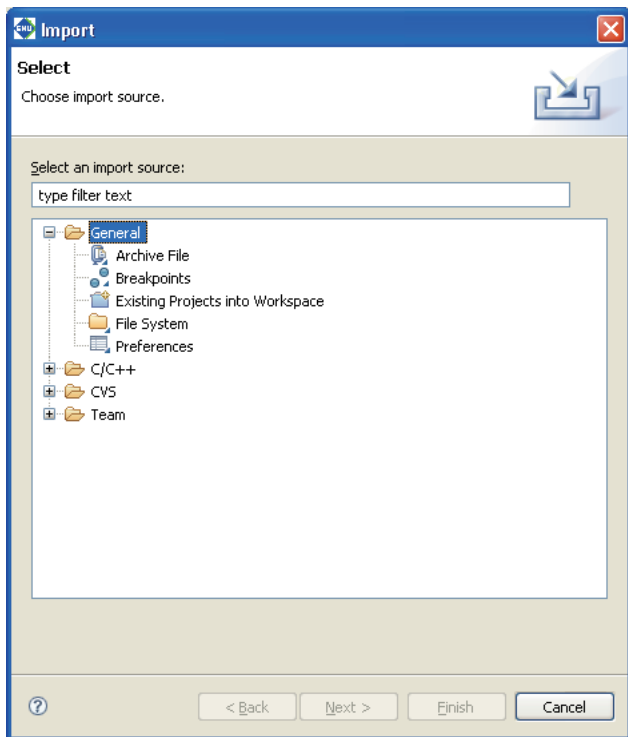 Import
Select
Choose import source.
Select an import source:
type filter text
General
Archive File
Breakpoints
Existing Projects into Workspace
File System
Preferences
C/C++
CVS
Team
? < Back Next > Finish Cancel